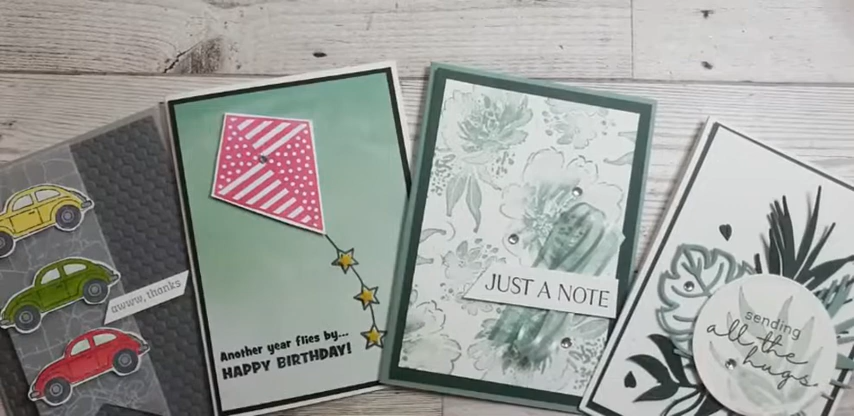 awww, thanks
Another year flies by...
HAPPY BIRTHDAY!
JUST A NOTE
sending
all the
hugs